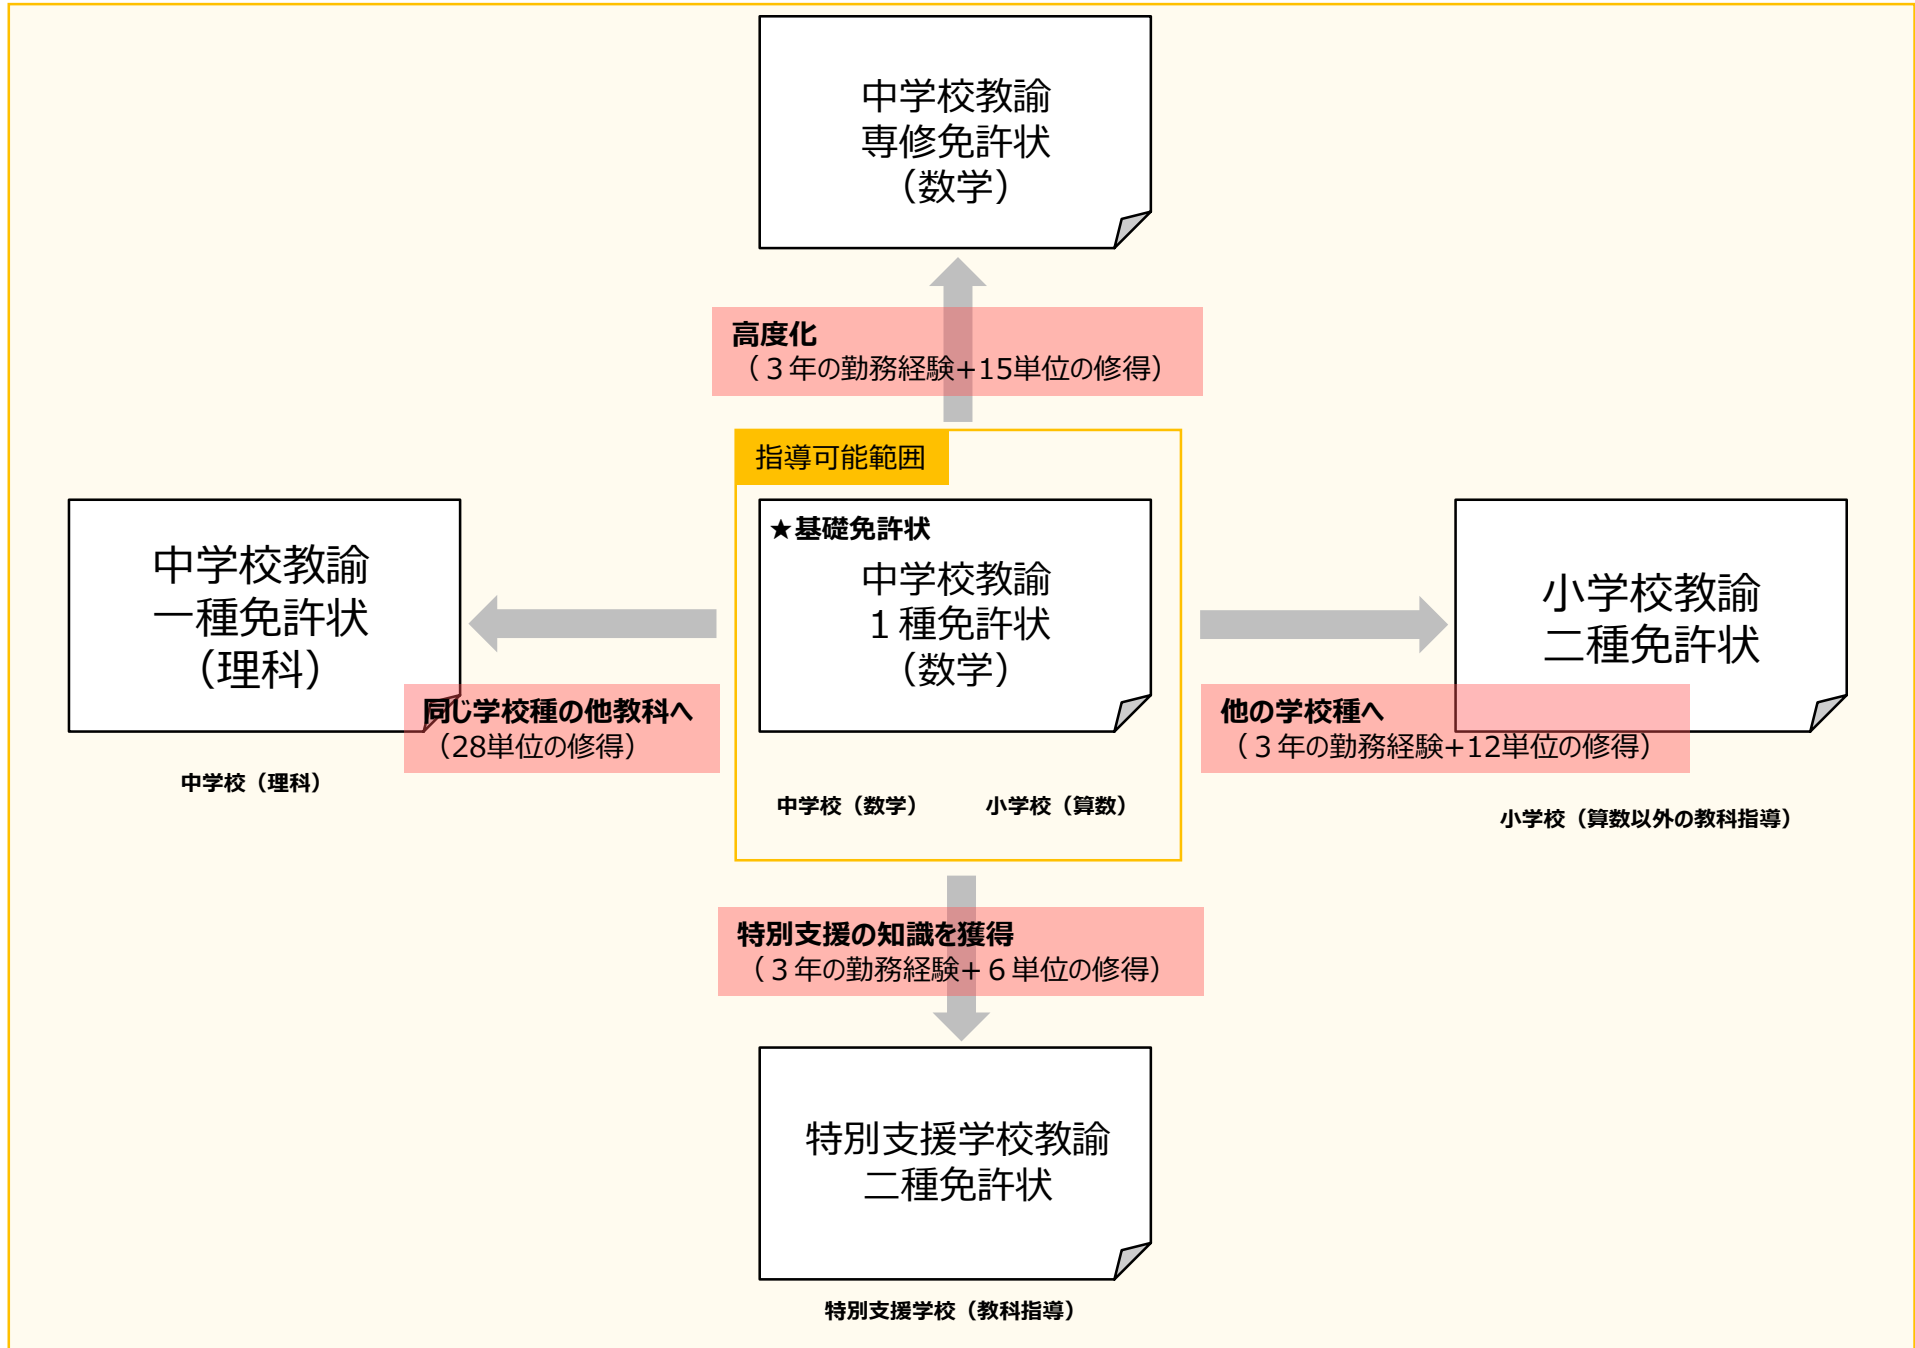 中学校教諭
専修免許状
（数学）
高度化
（３年の勤務経験+15単位の修得）
指導可能範囲
★基礎免許状
中学校教諭
１種免許状
（数学）
中学校（数学）
小学校（算数）
中学校教諭
一種免許状
（理科）
同じ学校種の他教科へ
（28単位の修得）
中学校（理科）
小学校教諭
二種免許状
他の学校種へ
（３年の勤務経験+12単位の修得）
小学校（算数以外の教科指導）
特別支援の知識を獲得
（３年の勤務経験+６単位の修得）
特別支援学校教諭
二種免許状
特別支援学校（教科指導）